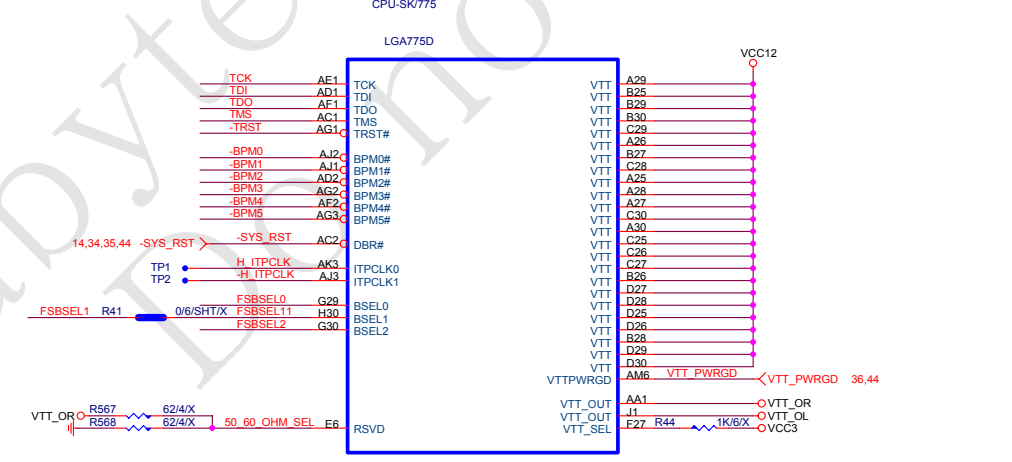 CPU-SK/775
LGA775D
VCC12
TCK AE1 TCK
TDI AD1 TDI
TDO AF1 TDO
TMS AC1 TMS
-TRST AG1 TRST#
-BPM0 AJ2 BPM0#
-BPM1 AJ1 BPM1#
-BPM2 AD2 BPM2#
-BPM3 AG2 BPM3#
-BPM4 AF2 BPM4#
-BPM5 AG3 BPM5#
14,34,35,44 -SYS_RST -SYS_RST AC2 DBR#
TP1 H_ITPCLK AK3 ITPCLK0
TP2 -H_ITPCLK AJ3 ITPCLK1
FSBSEL0 G29 BSEL0
FSBSEL1 R41 0/6/SHT/X FSBSEL11 H30 BSEL1
FSBSEL2 G30 BSEL2
VTT_OR R567 62/4/X
R568 62/4/X 50_60_OHM_SEL E6 RSVD
VTT A29
VTT B25
VTT B29
VTT B30
VTT C29
VTT A26
VTT B27
VTT C28
VTT A25
VTT A28
VTT A27
VTT C30
VTT A30
VTT C25
VTT C26
VTT C27
VTT B26
VTT D27
VTT D28
VTT D25
VTT D26
VTT B28
VTT D29
VTT D30
VTTPWRGD AM6 VTT_PWRGD VTT_PWRGD 36,44
VTT_OUT AA1 VTT_OR
VTT_OUT J1 VTT_OL
VTT_SEL F27 R44 1K/6/X VCC3